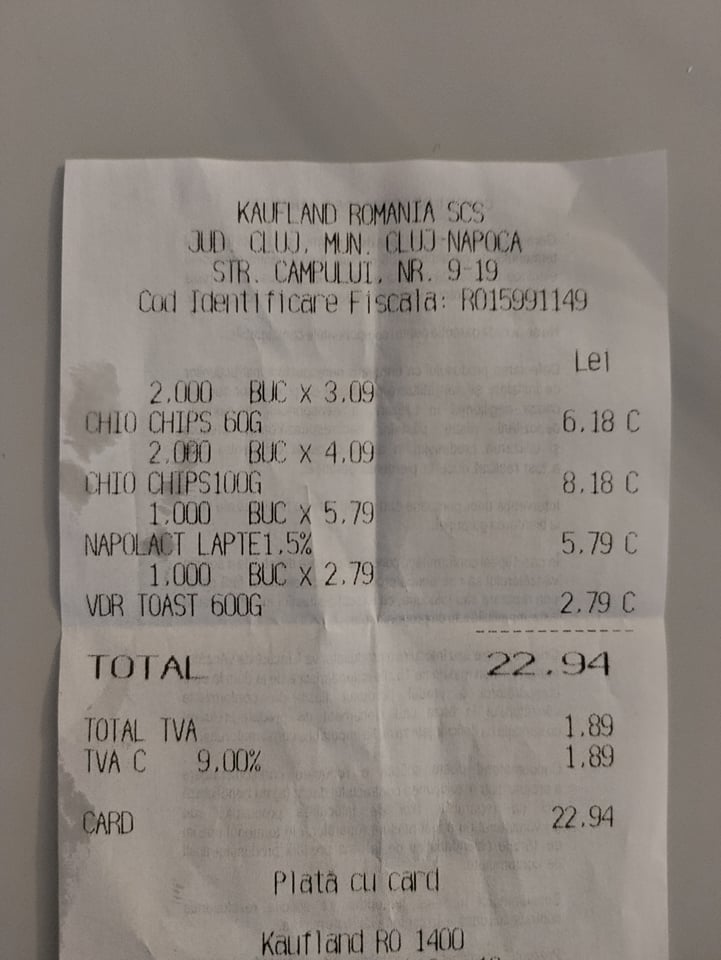 KAUFLAND ROMANIA SCS
JUD. CLUJ, MUN. CLUJ-NAPOCA
STR. CAMPULUI, NR. 9-19
Cod Identificare Fiscala: RO15991149
Lei
2.000 BUC X 3.09
CHIO CHIPS 60G 6.18 C
2.000 BUC X 4.09
CHIO CHIPS100G 8.18 C
1.000 BUC X 5.79
NAPOLACT LAPTE1,5% 5.79 C
1.000 BUC X 2.79
VDR TOAST 600G 2.79 C
TOTAL 22.94
TOTAL TVA 1.89
TVA C 9.00% 1.89
CARD 22.94
Plată cu card
Kaufland RO 1400